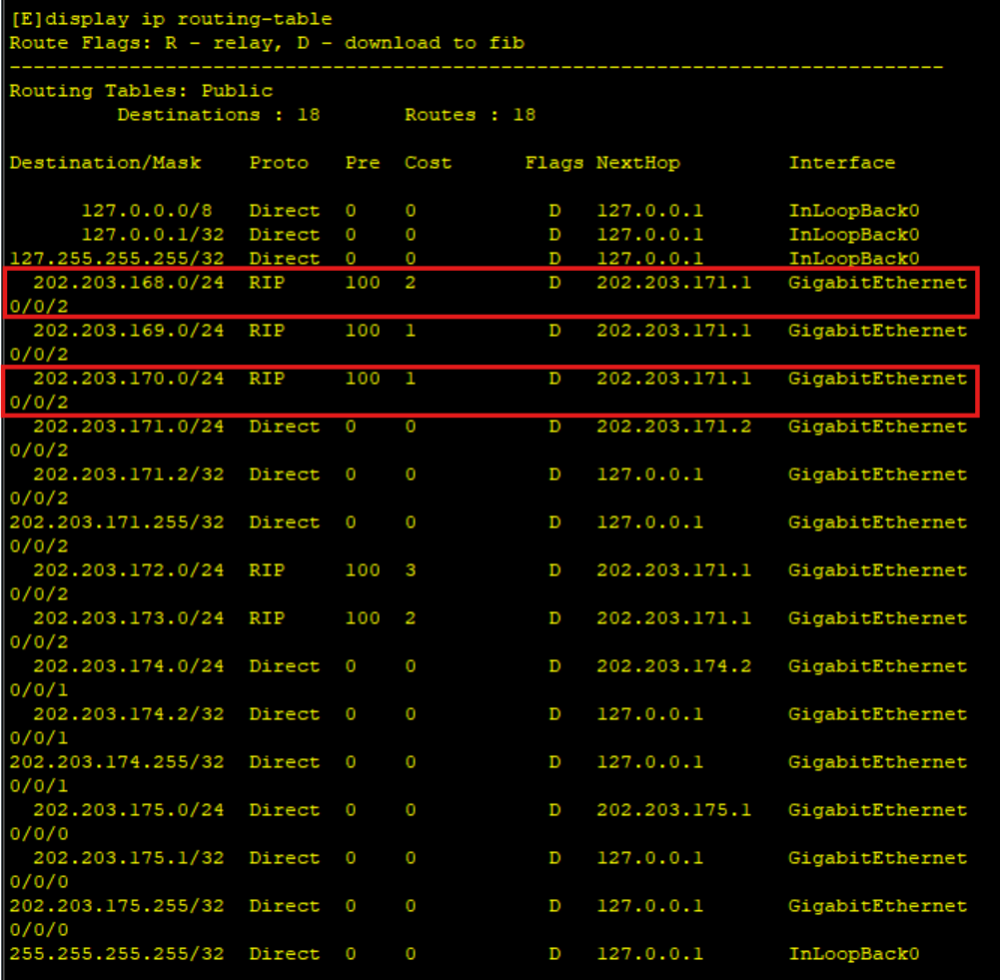 [E]display ip routing-table
Route Flags: R - relay, D - download to fib
------------------------------------------------------------------------------
Routing Tables: Public
         Destinations : 18       Routes : 18

Destination/Mask    Proto   Pre  Cost      Flags NextHop         Interface

      127.0.0.0/8   Direct  0    0           D   127.0.0.1       InLoopBack0
      127.0.0.1/32  Direct  0    0           D   127.0.0.1       InLoopBack0
127.255.255.255/32  Direct  0    0           D   127.0.0.1       InLoopBack0
  202.203.168.0/24  RIP     100  2           D   202.203.171.1   GigabitEthernet
0/0/2
  202.203.169.0/24  RIP     100  1           D   202.203.171.1   GigabitEthernet
0/0/2
  202.203.170.0/24  RIP     100  1           D   202.203.171.1   GigabitEthernet
0/0/2
  202.203.171.0/24  Direct  0    0           D   202.203.171.2   GigabitEthernet
0/0/2
  202.203.171.2/32  Direct  0    0           D   127.0.0.1       GigabitEthernet
0/0/2
202.203.171.255/32  Direct  0    0           D   127.0.0.1       GigabitEthernet
0/0/2
  202.203.172.0/24  RIP     100  3           D   202.203.171.1   GigabitEthernet
0/0/2
  202.203.173.0/24  RIP     100  2           D   202.203.171.1   GigabitEthernet
0/0/2
  202.203.174.0/24  Direct  0    0           D   202.203.174.2   GigabitEthernet
0/0/1
  202.203.174.2/32  Direct  0    0           D   127.0.0.1       GigabitEthernet
0/0/1
202.203.174.255/32  Direct  0    0           D   127.0.0.1       GigabitEthernet
0/0/1
  202.203.175.0/24  Direct  0    0           D   202.203.175.1   GigabitEthernet
0/0/0
  202.203.175.1/32  Direct  0    0           D   127.0.0.1       GigabitEthernet
0/0/0
202.203.175.255/32  Direct  0    0           D   127.0.0.1       GigabitEthernet
0/0/0
255.255.255.255/32  Direct  0    0           D   127.0.0.1       InLoopBack0